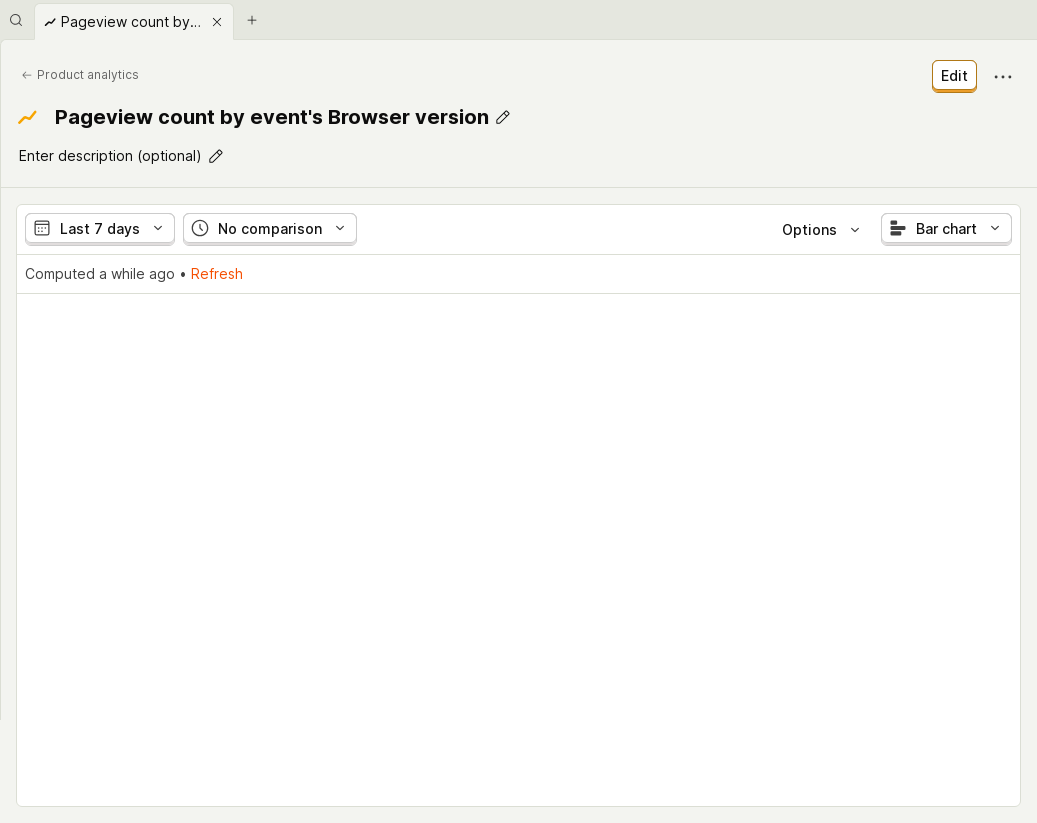 Pageview count by...
← Product analytics
Edit
Pageview count by event's Browser version
Enter description (optional)
Last 7 days
No comparison
Options
Bar chart
Computed a while ago • Refresh